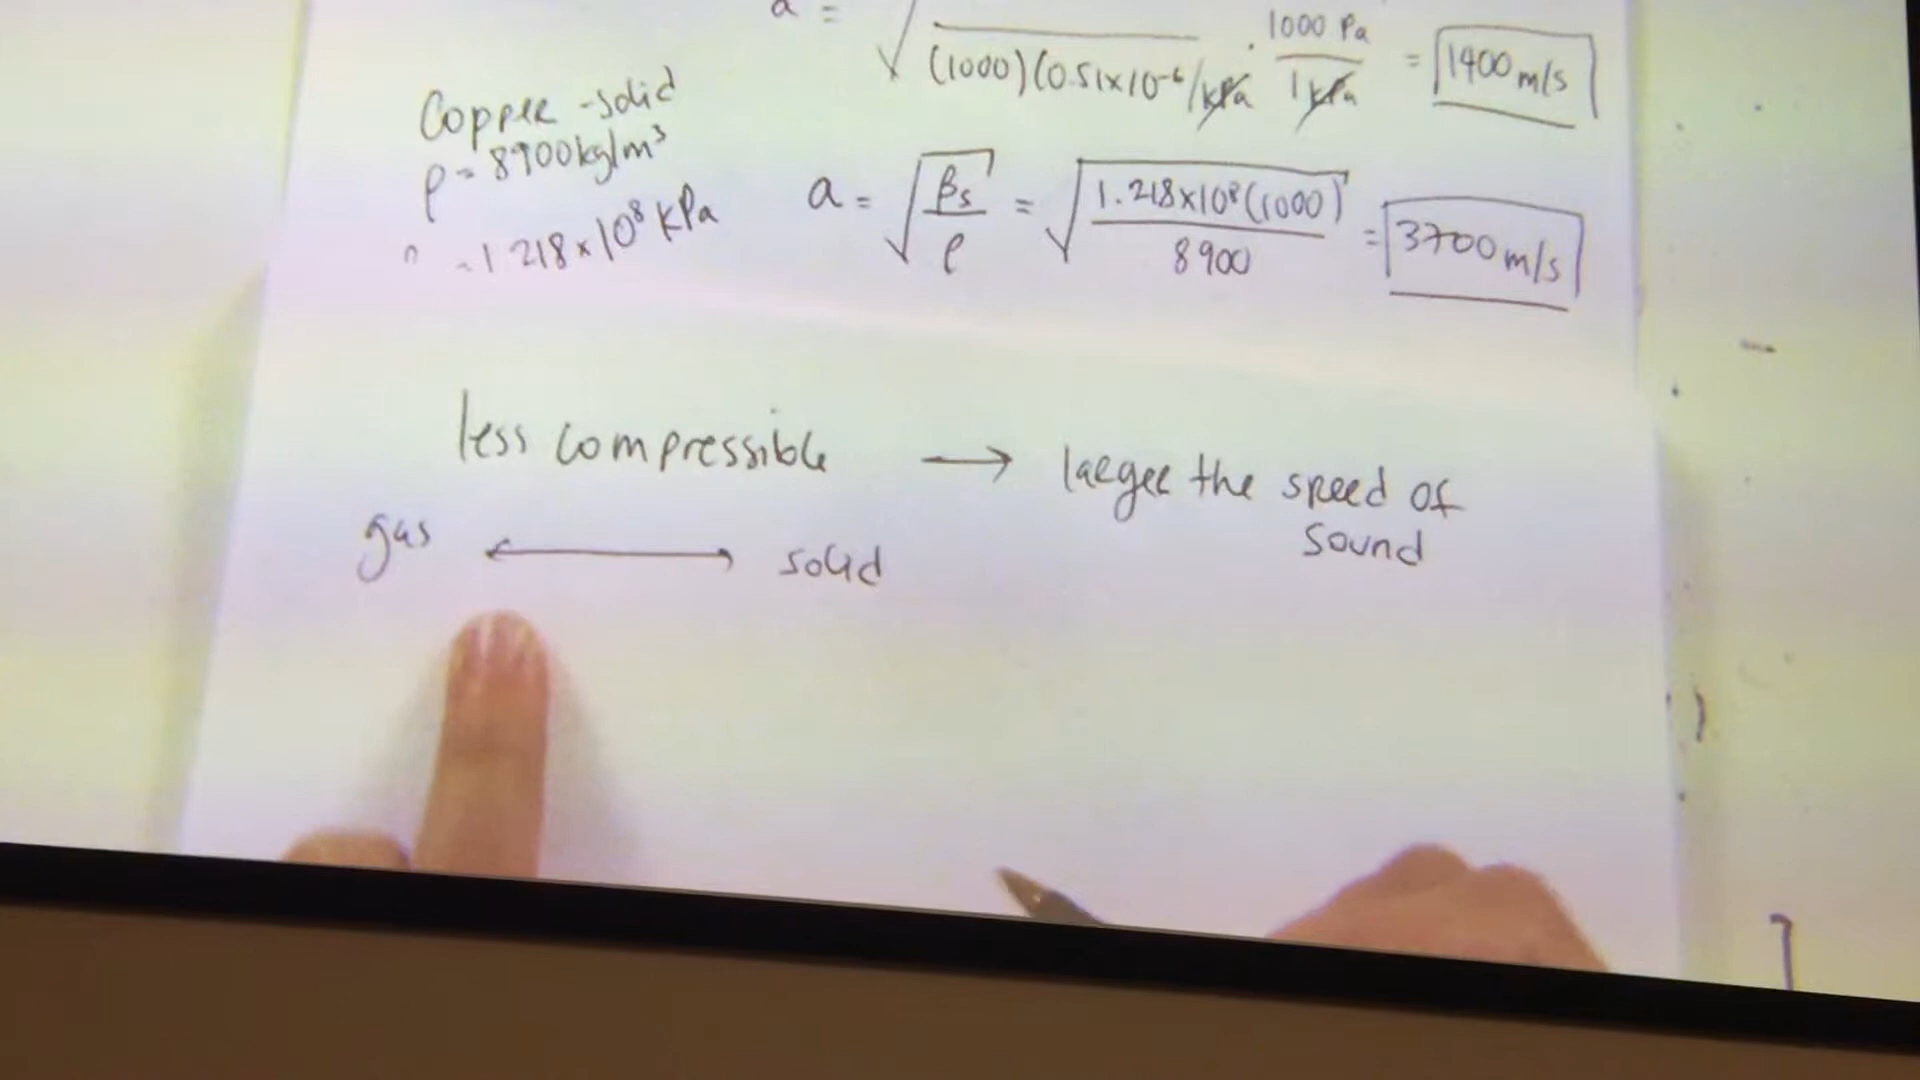 a = √ (1000)(0.51x10⁻⁶/kPa · 1000 Pa / 1 kPa = 1400 m/s
Copper - solid
ρ = 8900 kg/m³
= 1.218 x 10⁸ kPa
a = √ βs / ρ = √ 1.218x10⁸(1000) / 8900 = 3700 m/s
less compressible → larger the speed of
sound
gas ↔ solid